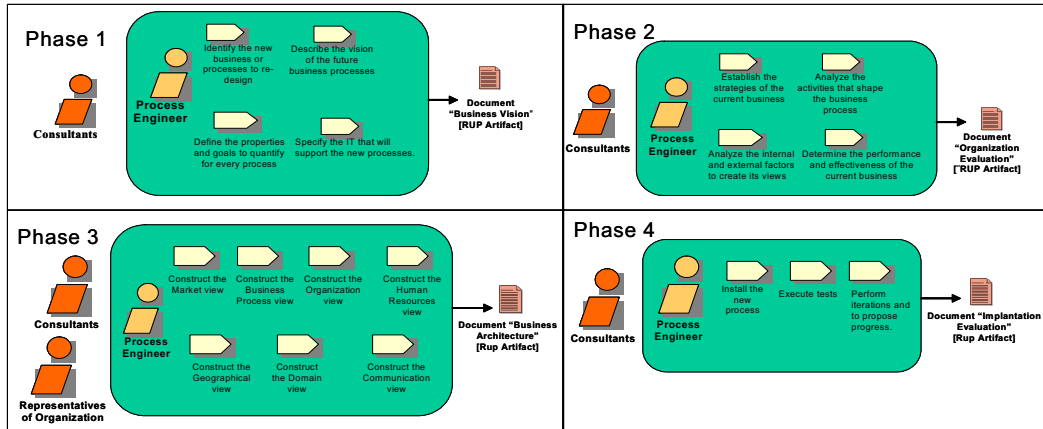 Phase 1
Consultants
Process
Engineer
Identify the new
business or
processes to re-
design
Describe the vision
of the future
business processes
Define the properties
and goals to quantify
for every process
Specify the IT that will
support the new processes.
Document
“Business Vision”
[RUP Artifact]
Phase 2
Consultants
Process
Engineer
Establish the
strategies of the
current business
Analyze the
activities that shape
the business
process
Analyze the internal
and external factors
to create its views
Determine the performance
and effectiveness of the
current business
Document
“Organization
Evaluation”
[¨RUP Artifact]
Phase 3
Consultants
Representatives
of Organization
Process
Engineer
Construct the
Market view
Construct the
Business
Process view
Construct the
Organization
view
Construct the
Human
Resources
view
Construct the
Geographical
view
Construct
the Domain
view
Construct the
Communication
view
Document “Business
Architecture”
[Rup Artifact]
Phase 4
Consultants
Process
Engineer
Install the
new
process
Execute tests
Perform
iterations and
to propose
progress.
Document “Implantation
Evaluation”
[Rup Artifact]